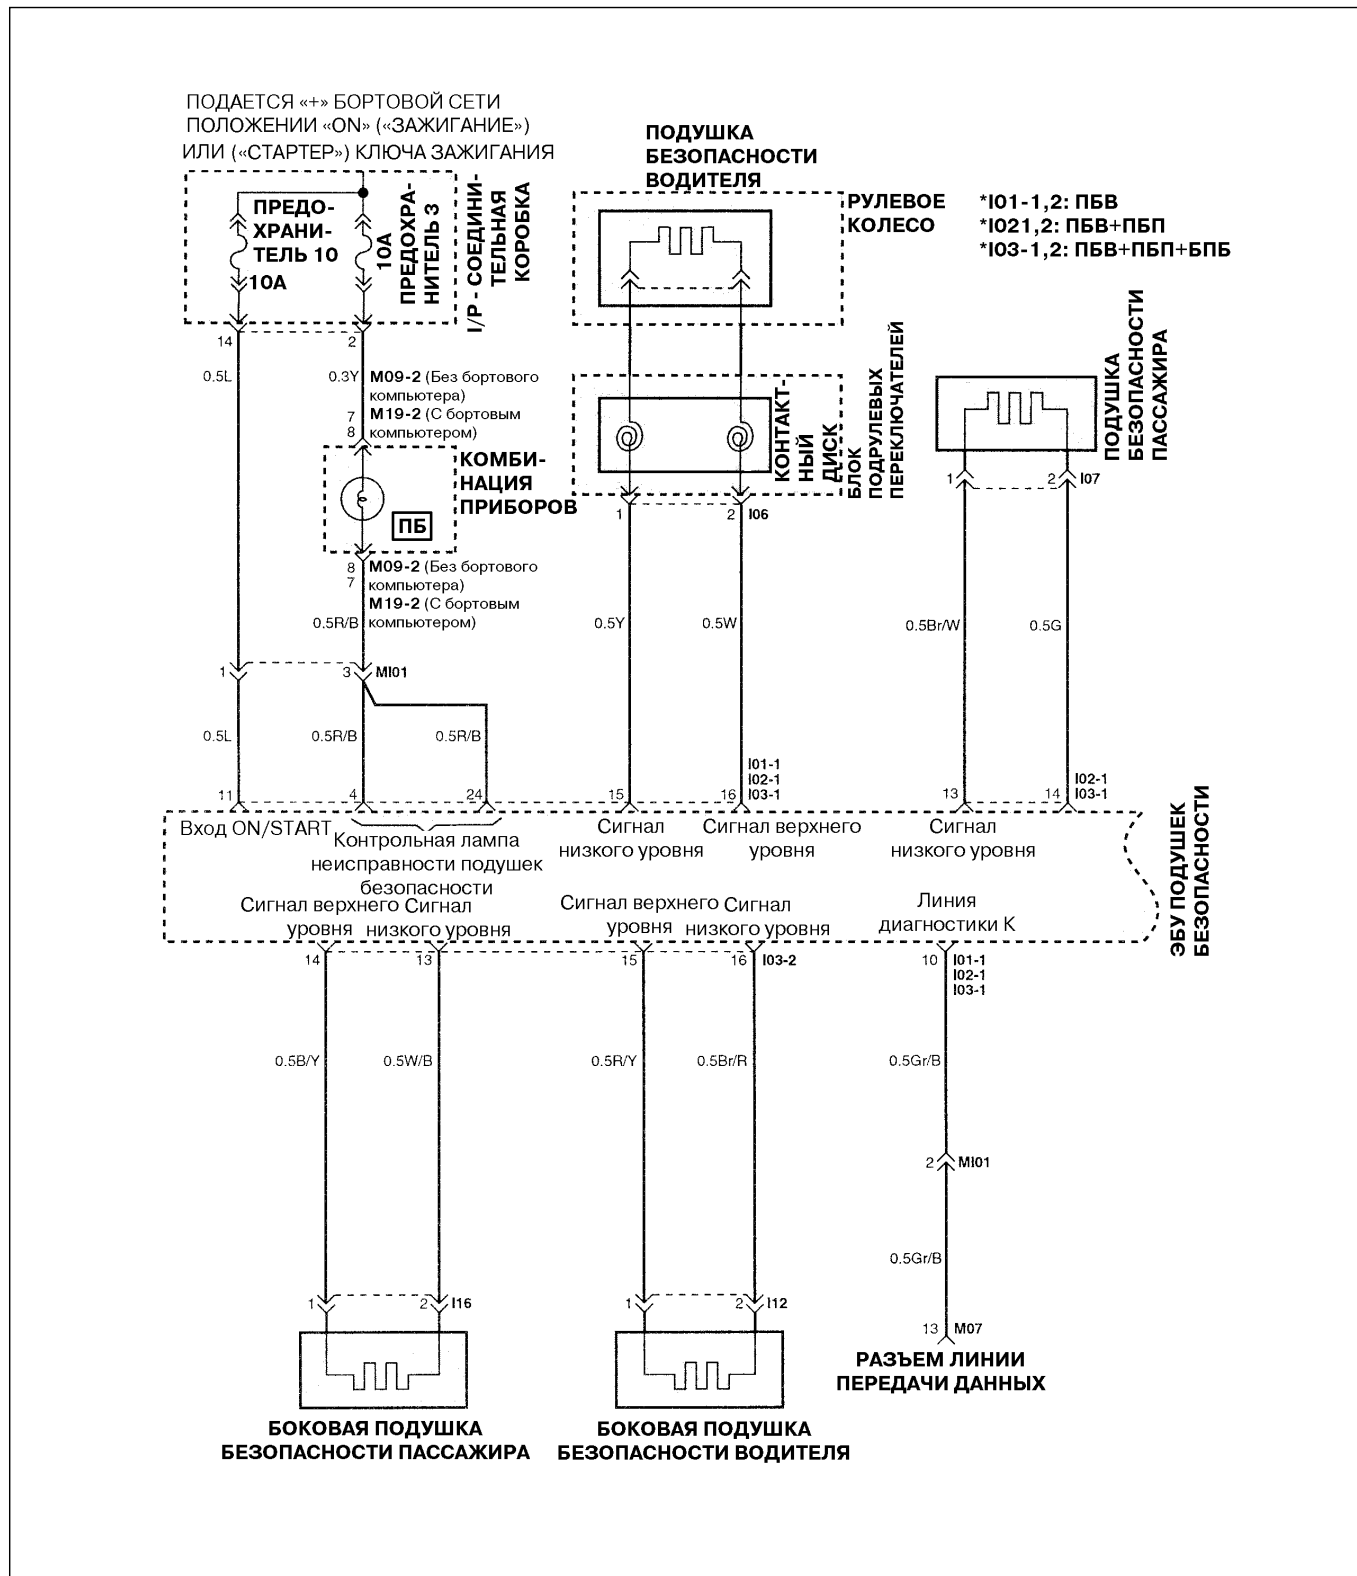 ПОДАЕТСЯ «+» БОРТОВОЙ СЕТИ
ПОЛОЖЕНИИ «ON» («ЗАЖИГАНИЕ»)
ИЛИ («СТАРТЕР») КЛЮЧА ЗАЖИГАНИЯ
ПРЕДО-
ХРАНИ-
ТЕЛЬ 10
10А
10А
ПРЕДОХРА-
НИТЕЛЬ 3
I/P - СОЕДИНИ-
ТЕЛЬНАЯ
КОРОБКА
ПОДУШКА
БЕЗОПАСНОСТИ
ВОДИТЕЛЯ
РУЛЕВОЕ
КОЛЕСО
*I01-1,2: ПБВ
*I021,2: ПБВ+ПБП
*I03-1,2: ПБВ+ПБП+БПБ
14
2
0.5L
0.3Y
M09-2 (Без бортового
компьютера)
7
M19-2 (С бортовым
8
компьютером)
КОМБИ-
НАЦИЯ
ПРИБОРОВ
ПБ
КОНТАКТ-
НЫЙ
ДИСК
БЛОК
ПОДРУЛЕВЫХ
ПЕРЕКЛЮЧАТЕЛЕЙ
ПОДУШКА
БЕЗОПАСНОСТИ
ПАССАЖИРА
1
2 I07
1
2 I06
8
M09-2 (Без бортового
7
компьютера)
M19-2 (С бортовым
0.5R/B
компьютером)
0.5Y
0.5W
0.5Br/W
0.5G
1
3 MI01
0.5L
0.5R/B
0.5R/B
I01-1
I02-1
I03-1
I02-1
I03-1
11
4
24
15
16
13
14
Вход ON/START
Контрольная лампа
неисправности подушек
безопасности
Сигнал
низкого уровня
Сигнал верхнего
уровня
Сигнал
низкого уровня
ЭБУ ПОДУШЕК
БЕЗОПАСНОСТИ
Сигнал верхнего
уровня
Сигнал
низкого уровня
Сигнал верхнего
уровня
Сигнал
низкого уровня
Линия
диагностики К
14
13
15
16 I03-2
10 I01-1
I02-1
I03-1
0.5B/Y
0.5W/B
0.5R/Y
0.5Br/R
0.5Gr/B
2 MI01
0.5Gr/B
1
2 I16
1
2 I12
13 M07
РАЗЪЕМ ЛИНИИ
ПЕРЕДАЧИ ДАННЫХ
БОКОВАЯ ПОДУШКА
БЕЗОПАСНОСТИ ПАССАЖИРА
БОКОВАЯ ПОДУШКА
БЕЗОПАСНОСТИ ВОДИТЕЛЯ